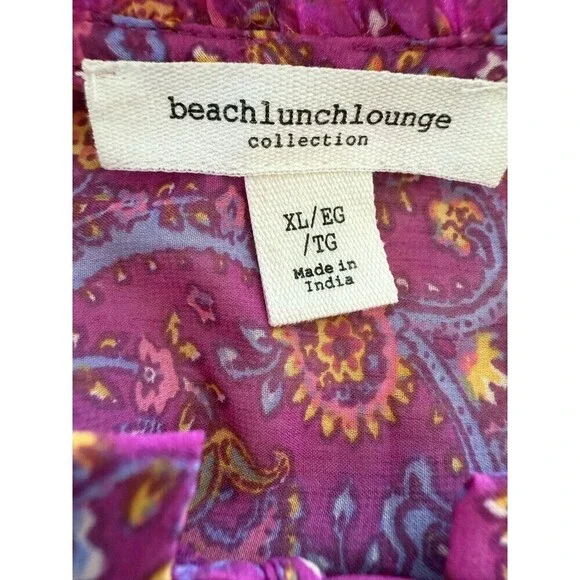 beachlunchlounge
collection
XL/EG
/TG
Made in
India